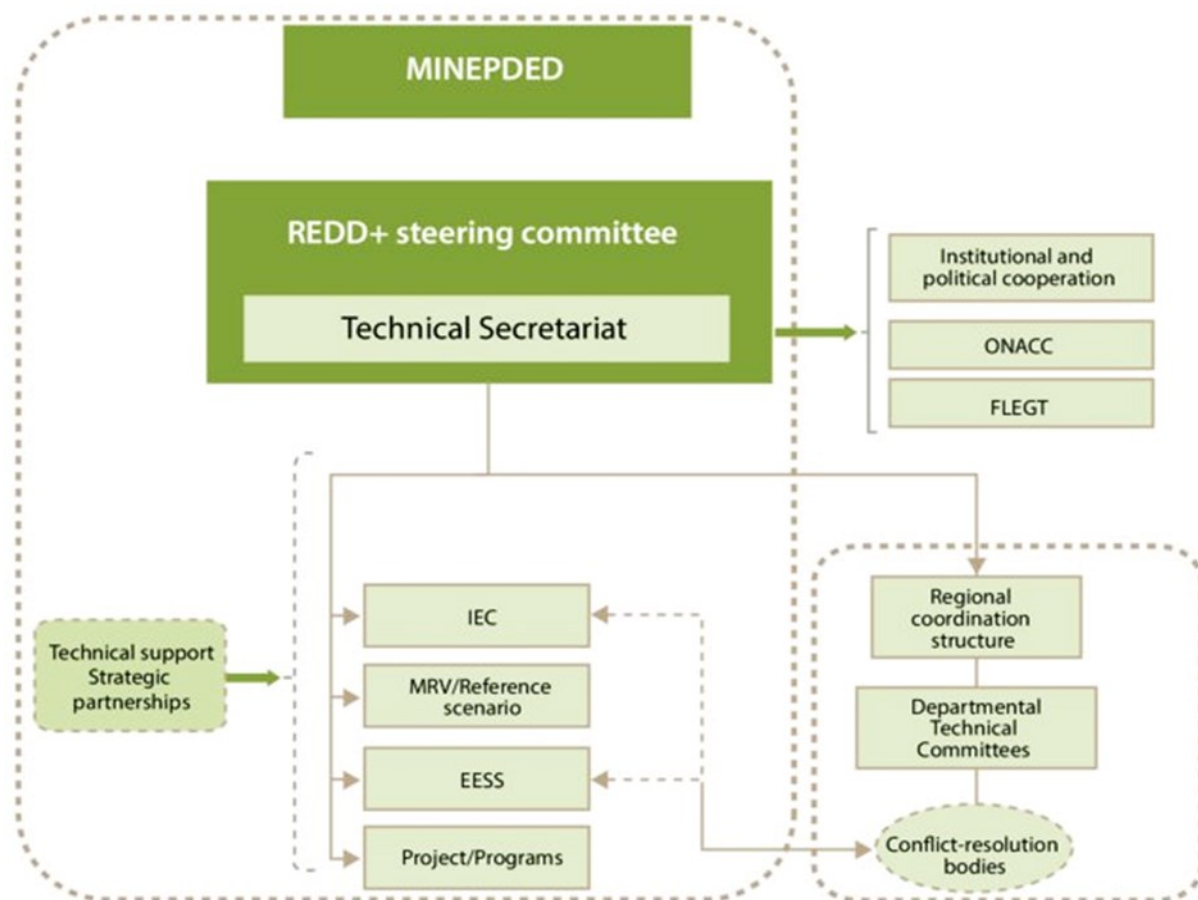 MINEPDED
REDD+ steering committee
Technical Secretariat
Institutional and
political cooperation
ONACC
FLEGT
Technical support
Strategic
partnerships
IEC
MRV/Reference
scenario
EESS
Project/Programs
Regional
coordination
structure
Departmental
Technical
Committees
Conflict-resolution
bodies